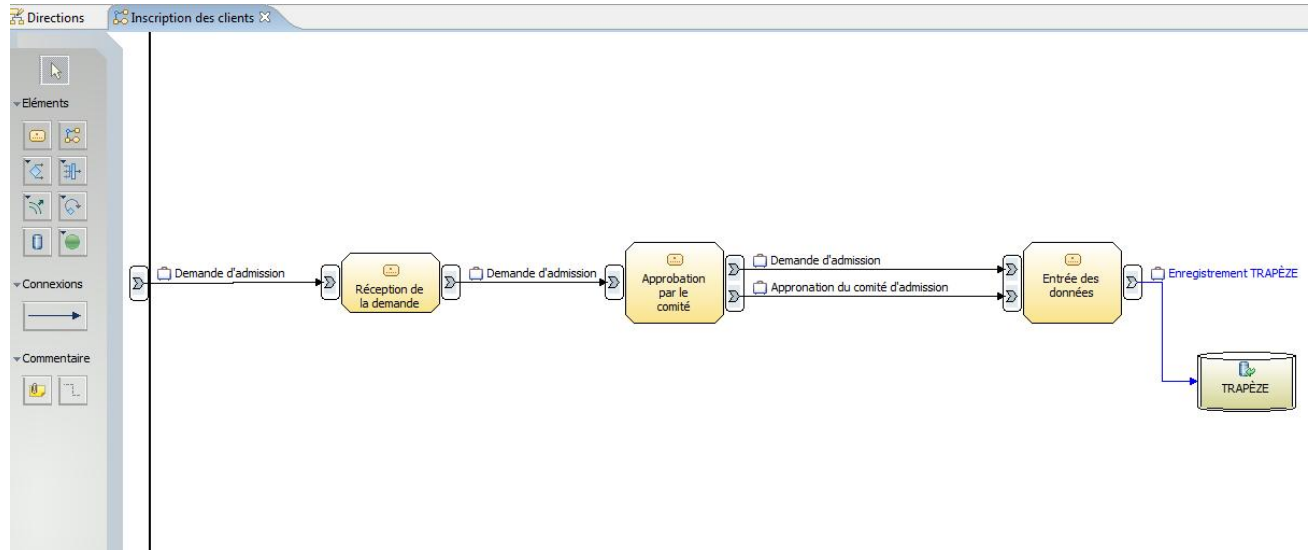 Directions
Inscription des clients
Eléments
Connexions
Commentaire
Demande d'admission
Réception de
la demande
Demande d'admission
Approbation
par le
comité
Demande d'admission
Appronation du comité d'admission
Entrée des
données
Enregistrement TRAPÈZE
TRAPÈZE